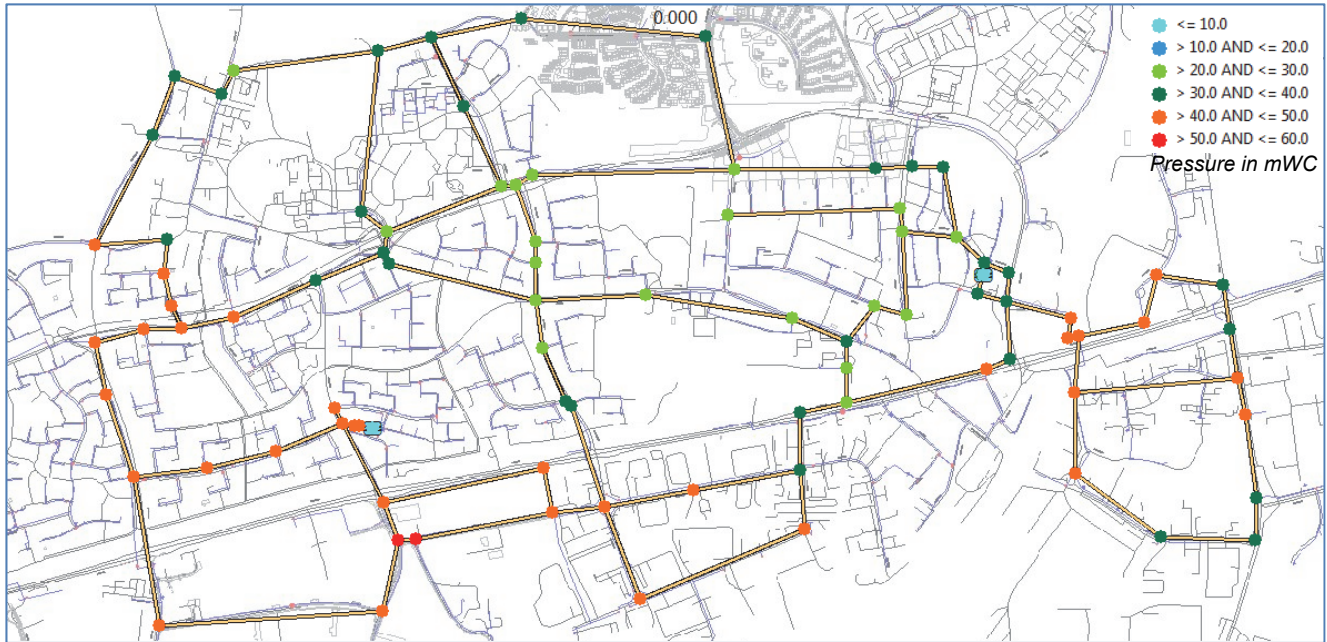 0.000
<= 10.0
> 10.0 AND <= 20.0
> 20.0 AND <= 30.0
> 30.0 AND <= 40.0
> 40.0 AND <= 50.0
> 50.0 AND <= 60.0
Pressure in mWC